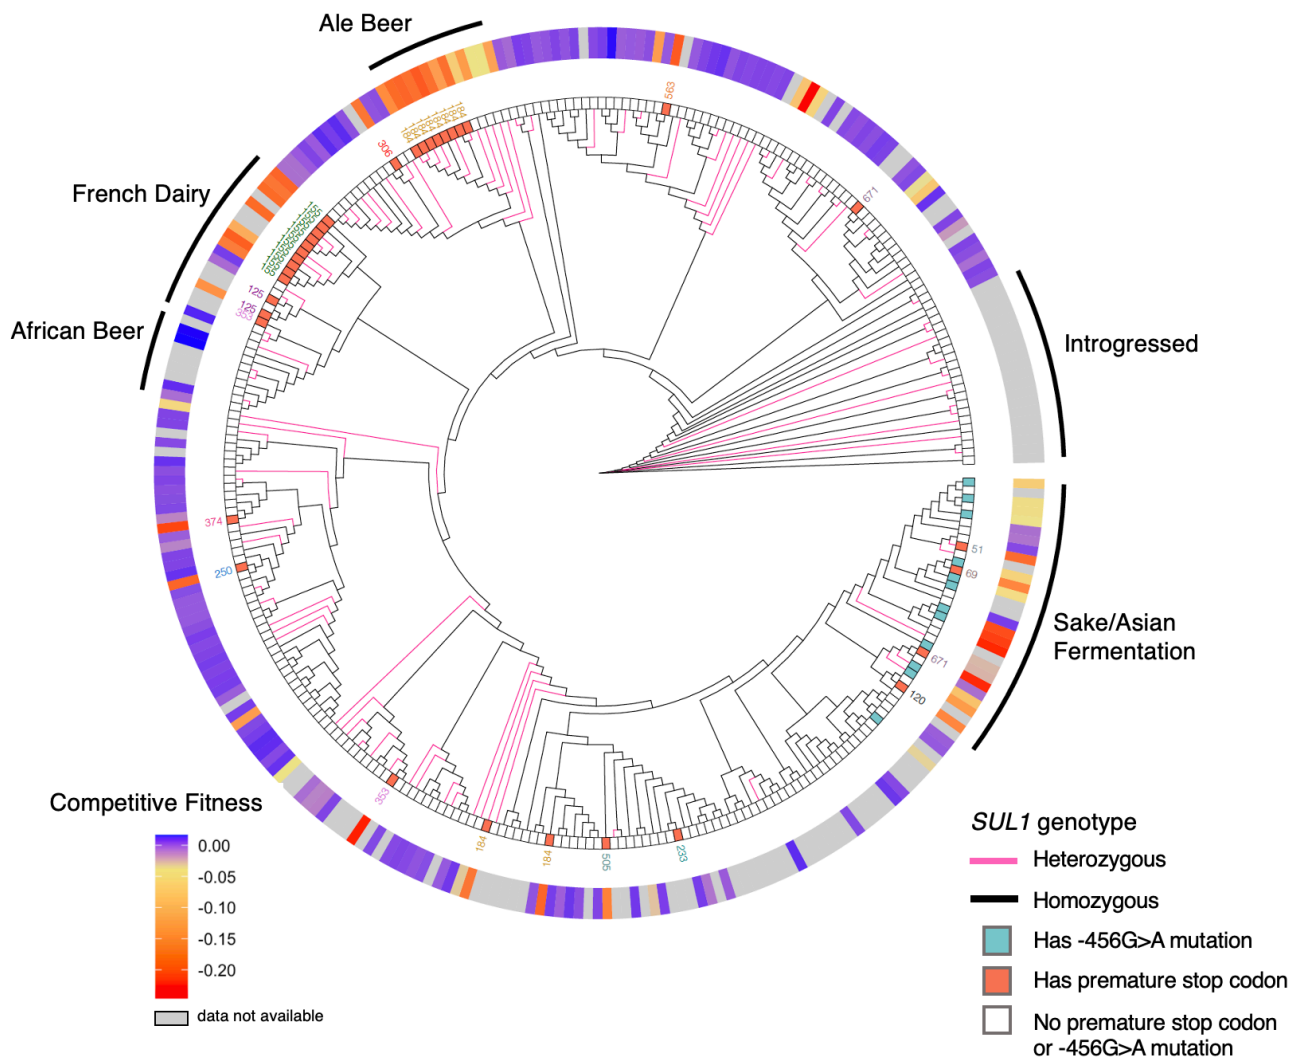 Ale Beer
French Dairy
African Beer
Introgressed
Sake/Asian
Fermentation
563
671
306
125
125
353
374
250
353
184
184
505
233
51
69
671
120
Competitive Fitness
0.00
-0.05
-0.10
-0.15
-0.20
data not available
SUL1 genotype
Heterozygous
Homozygous
Has -456G>A mutation
Has premature stop codon
No premature stop codon
or -456G>A mutation